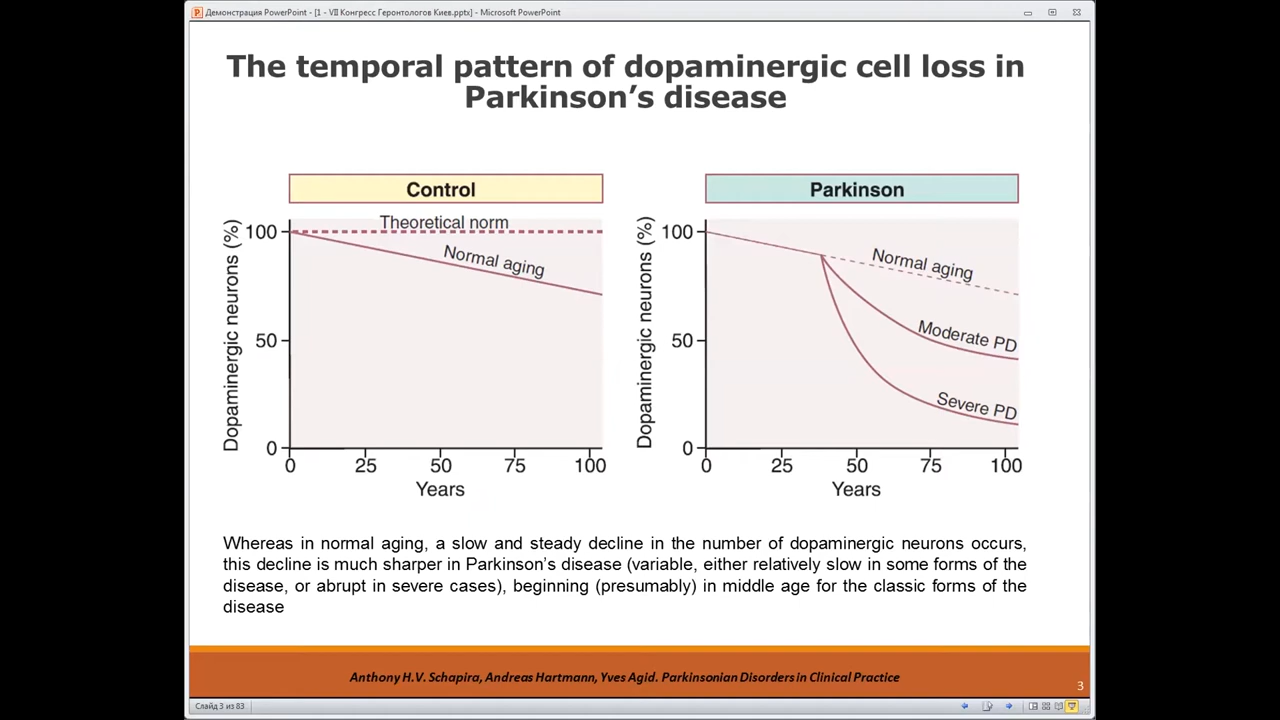 Демонстрация PowerPoint - [1 - VII Конгресс Геронтологов Киев.pptx] - Microsoft PowerPoint
The temporal pattern of dopaminergic cell loss in
Parkinson’s disease
Control
Theoretical norm
Normal aging
Dopaminergic neurons (%)
100
50
0
0 25 50 75 100
Years
Parkinson
Normal aging
Moderate PD
Severe PD
Dopaminergic neurons (%)
100
50
0
0 25 50 75 100
Years
Whereas in normal aging, a slow and steady decline in the number of dopaminergic neurons occurs,
this decline is much sharper in Parkinson’s disease (variable, either relatively slow in some forms of the
disease, or abrupt in severe cases), beginning (presumably) in middle age for the classic forms of the
disease
Anthony H.V. Schapira, Andreas Hartmann, Yves Agid. Parkinsonian Disorders in Clinical Practice
3
Слайд 3 из 83